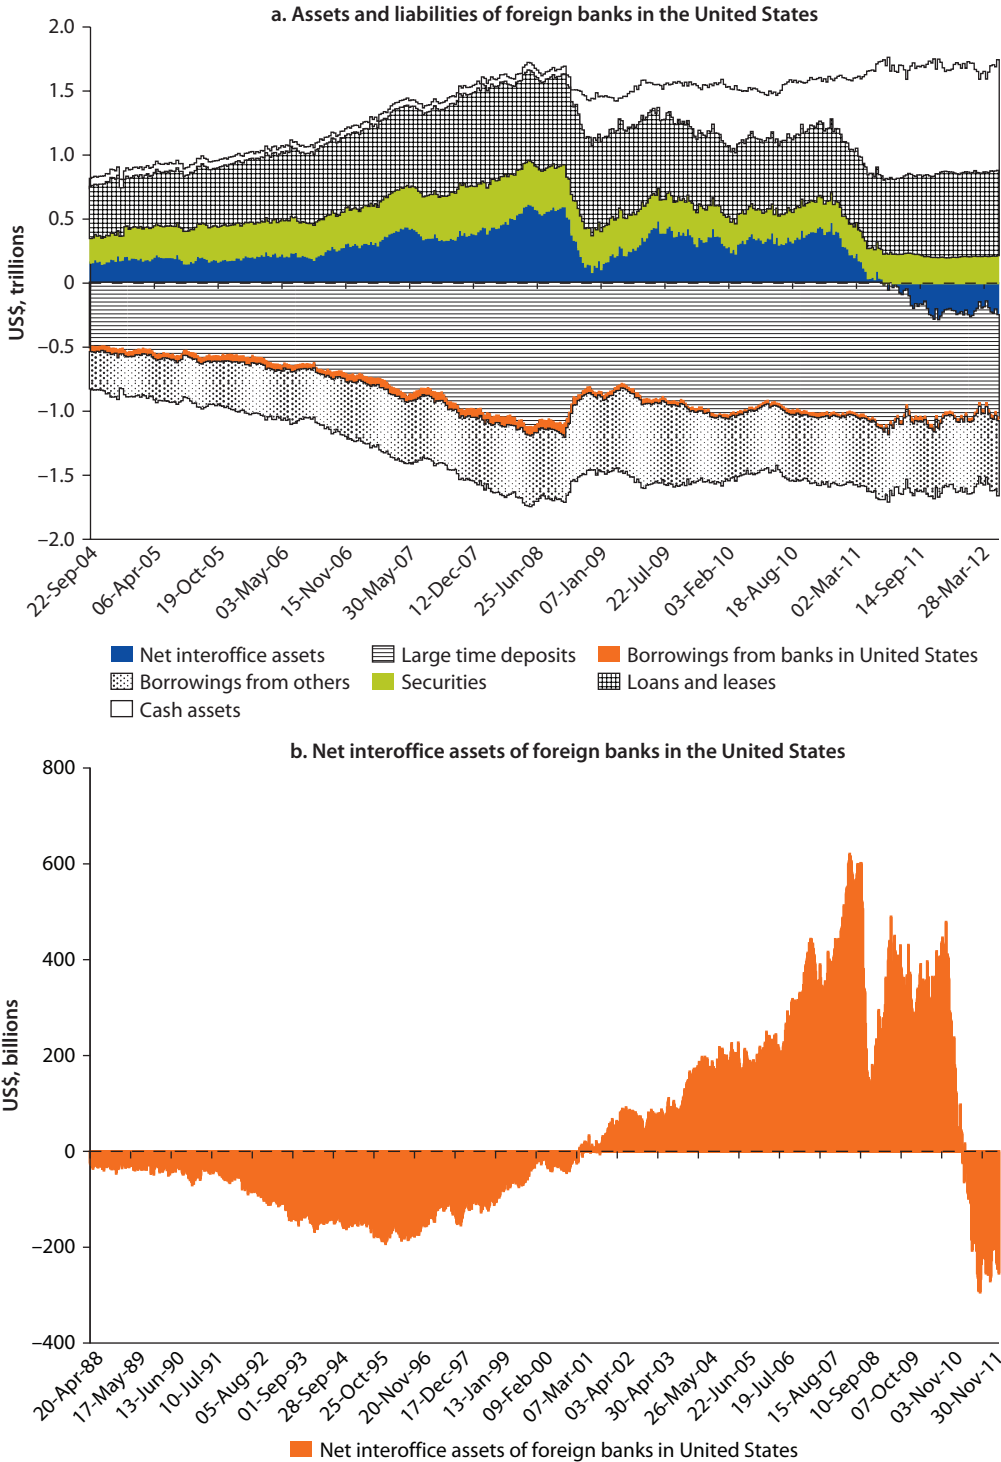 a. Assets and liabilities of foreign banks in the United States
US$, trillions
2.0
1.5
1.0
0.5
0
–0.5
–1.0
–1.5
–2.0
22-Sep-04
06-Apr-05
19-Oct-05
03-May-06
15-Nov-06
30-May-07
12-Dec-07
25-Jun-08
07-Jan-09
22-Jul-09
03-Feb-10
18-Aug-10
02-Mar-11
14-Sep-11
28-Mar-12
Net interoffice assets
Large time deposits
Borrowings from banks in United States
Borrowings from others
Securities
Loans and leases
Cash assets
b. Net interoffice assets of foreign banks in the United States
US$, billions
800
600
400
200
0
–200
–400
20-Apr-88
17-May-89
13-Jun-90
10-Jul-91
05-Aug-92
01-Sep-93
28-Sep-94
25-Oct-95
20-Nov-96
17-Dec-97
13-Jan-99
09-Feb-00
07-Mar-01
03-Apr-02
30-Apr-03
26-May-04
22-Jun-05
19-Jul-06
15-Aug-07
10-Sep-08
07-Oct-09
03-Nov-10
30-Nov-11
Net interoffice assets of foreign banks in United States